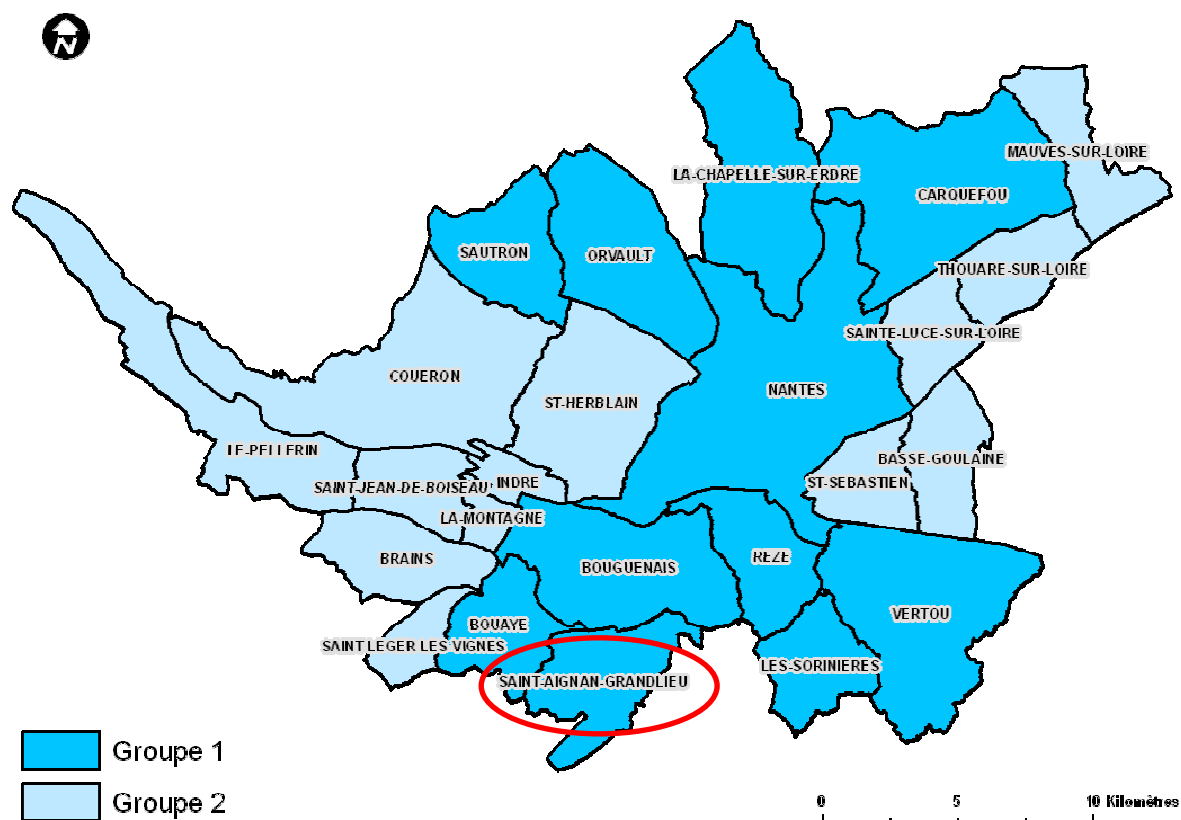 N
LA-CHAPELLE-SUR-ERDRE
MAUVES-SUR-LOIRE
CARQUEFOU
SAUTRON
ORVAULT
THOUARE-SUR-LOIRE
SAINTE-LUCE-SUR-LOIRE
COUERON
NANTES
ST-HERBLAIN
LE-PELLERIN
BASSE-GOULAINE
SAINT-JEAN-DE-BOISEAU
INDRE
ST-SEBASTIEN
LA-MONTAGNE
BRAINS
BOUGUENAIS
REZE
VERTOU
BOUAYE
SAINT LEGER LES VIGNES
LES-SORINIERES
SAINT-AIGNAN-GRANDLIEU
Groupe 1
Groupe 2
0 5 10 Kilomètres